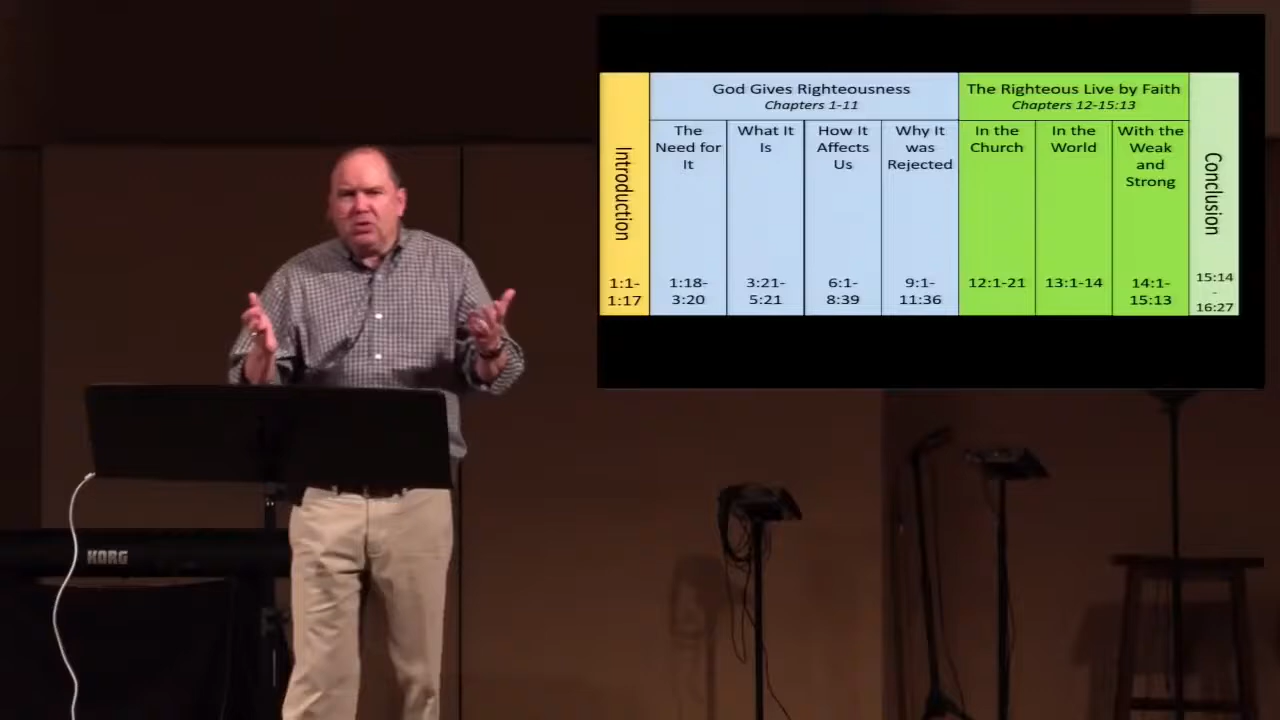 Introduction
1:1-
1:17
God Gives Righteousness
Chapters 1-11
The
Need for
It
1:18-
3:20
What It
Is
3:21-
5:21
How It
Affects
Us
6:1-
8:39
Why It
was
Rejected
9:1-
11:36
The Righteous Live by Faith
Chapters 12-15:13
In the
Church
12:1-21
In the
World
13:1-14
With the
Weak
and
Strong
14:1-
15:13
Conclusion
15:14
-
16:27
KORG